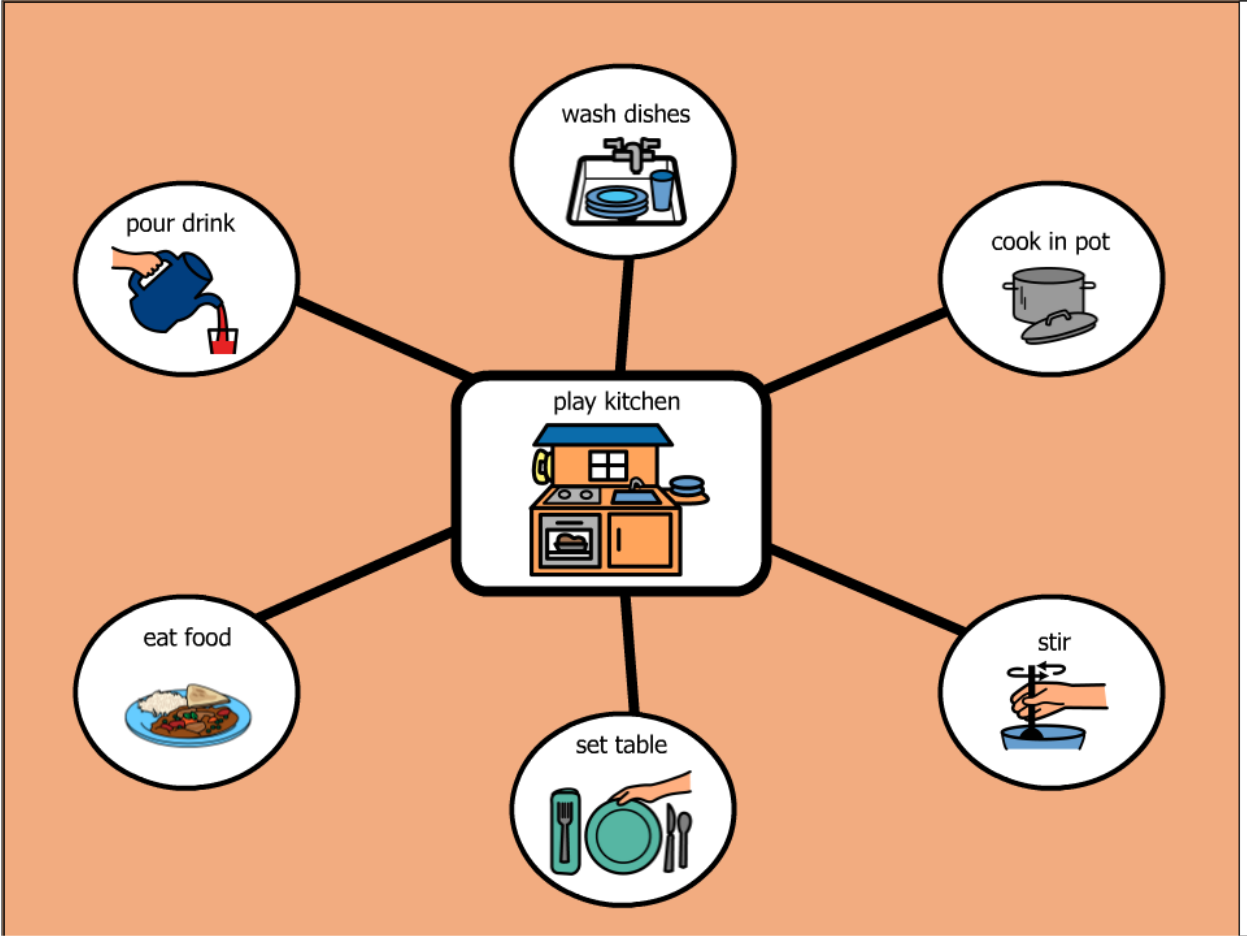 wash dishes
pour drink
cook in pot
play kitchen
eat food
stir
set table